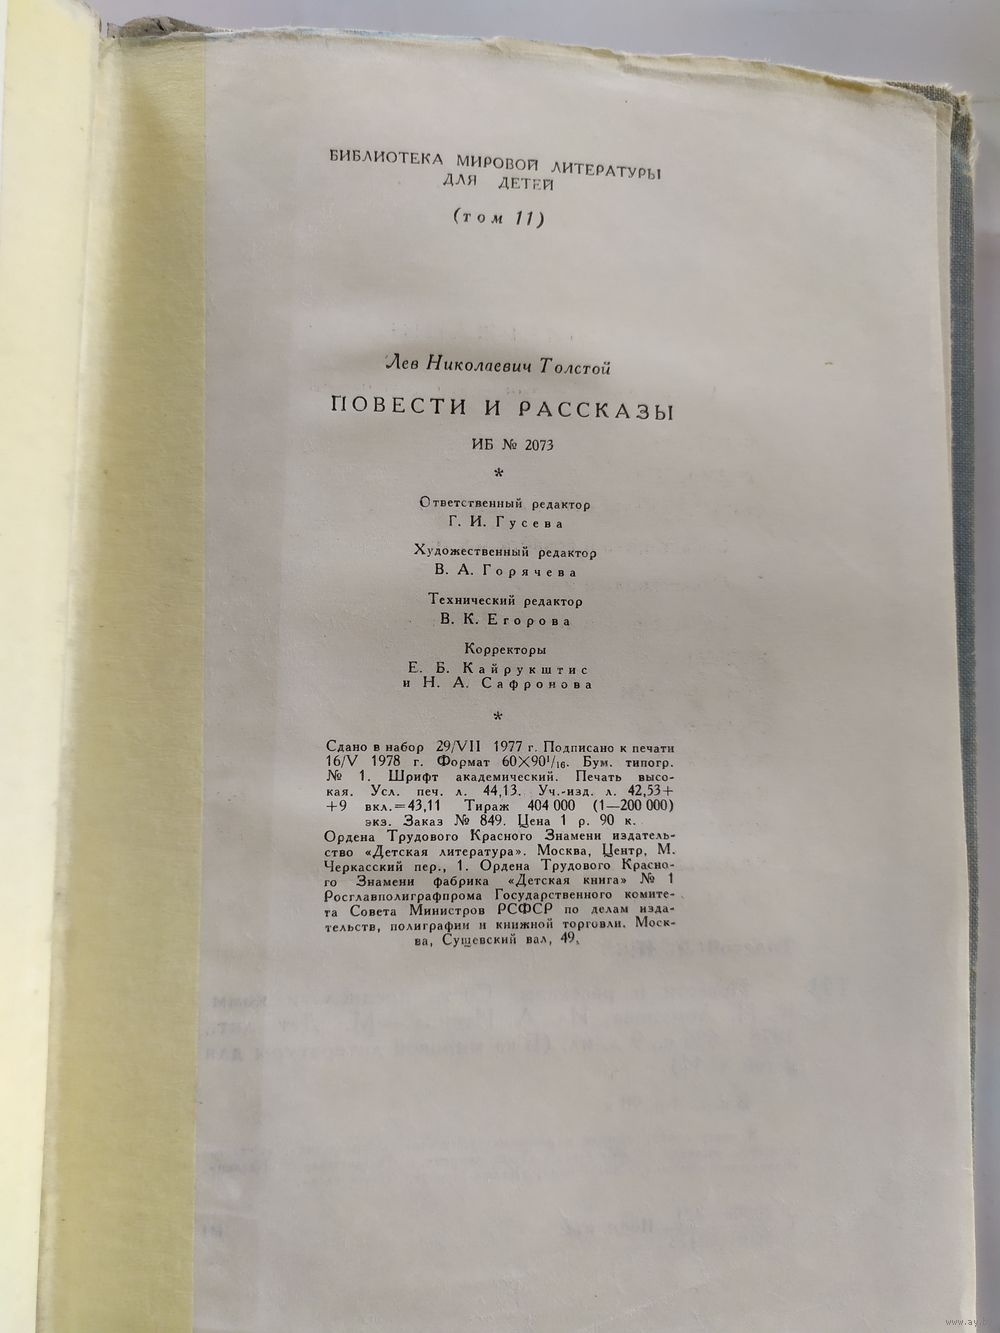 БИБЛИОТЕКА МИРОВОЙ ЛИТЕРАТУРЫ
ДЛЯ ДЕТЕЙ
(том 11)
Лев Николаевич Толстой
ПОВЕСТИ И РАССКАЗЫ
ИБ № 2073
*
Ответственный редактор
Г. И. Гусева
Художественный редактор
В. А. Горячева
Технический редактор
В. К. Егорова
Корректоры
Е. Б. Кайрукштис
и Н. А. Сафронова
*
Сдано в набор 29/VII 1977 г. Подписано к печати
16/V 1978 г. Формат 60X90¹/₁₆. Бум. типогр.
№ 1. Шрифт академический. Печать высо-
кая. Усл. печ. л. 44,13. Уч.-изд. л. 42,53+
+9 вкл.=43,11 Тираж 404 000 (1—200 000)
экз. Заказ № 849. Цена 1 р. 90 к.
Ордена Трудового Красного Знамени издатель-
ство «Детская литература». Москва, Центр, М.
Черкасский пер., 1. Ордена Трудового Красно-
го Знамени фабрика «Детская книга» № 1
Росглавполиграфпрома Государственного комите-
та Совета Министров РСФСР по делам изда-
тельств, полиграфии и книжной торговли. Моск-
ва, Сущевский вал, 49.